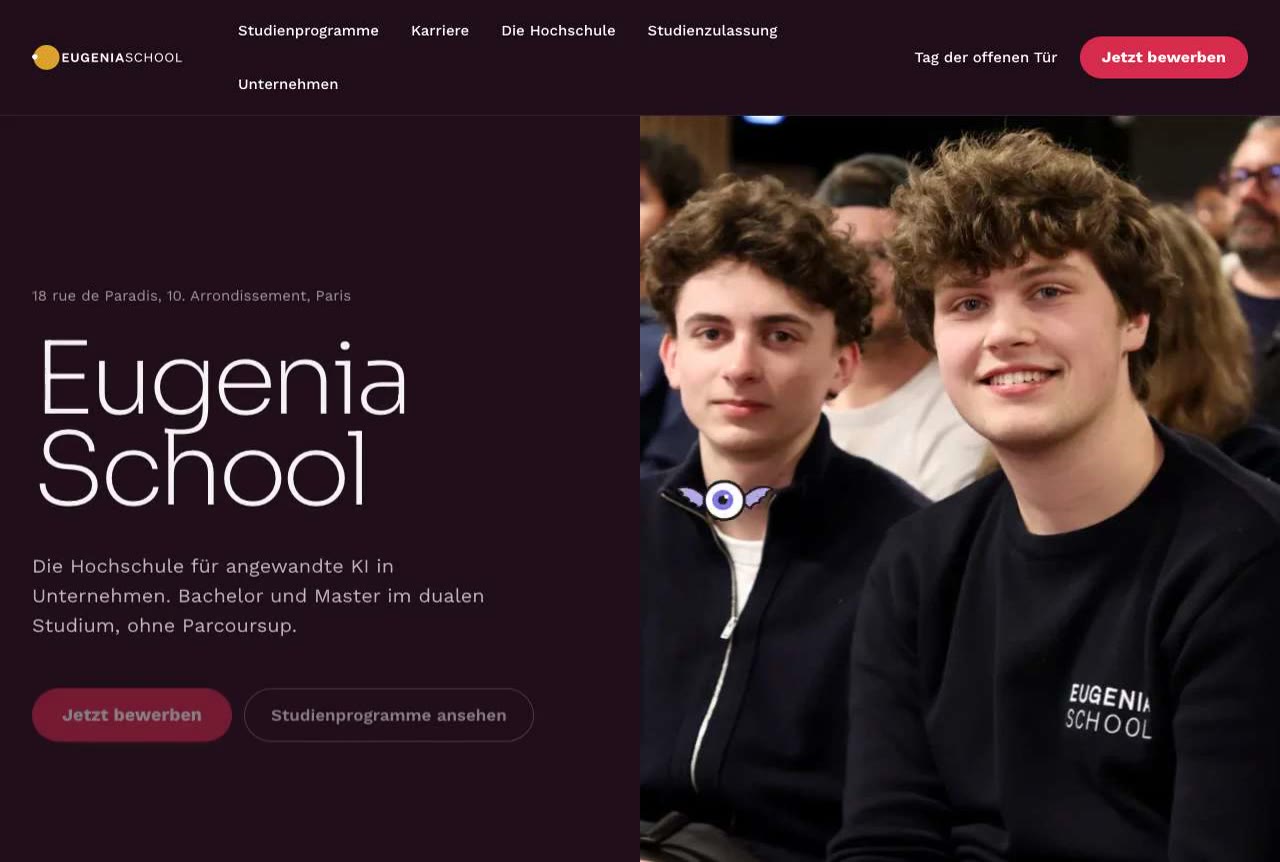 EUGENIASCHOOL
Studienprogramme
Karriere
Die Hochschule
Studienzulassung
Unternehmen
Tag der offenen Tür
Jetzt bewerben
18 rue de Paradis, 10. Arrondissement, Paris
Eugenia
School
Die Hochschule für angewandte KI in
Unternehmen. Bachelor und Master im dualen
Studium, ohne Parcoursup.
Jetzt bewerben
Studienprogramme ansehen
EUGENIA
SCHOOL